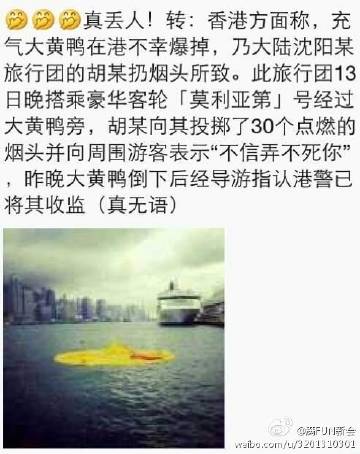 真丢人！转：香港方面称，充
气大黄鸭在港不幸爆掉，乃大陆沈阳某
旅行团的胡某扔烟头所致。此旅行团13
日晚搭乘豪华客轮「莫利亚第」号经过
大黄鸭旁，胡某向其投掷了30个点燃的
烟头并向周围游客表示“不信弄不死你”
，昨晚大黄鸭倒下后经导游指认港警已
将其收监（真无语）
weibo.com/u/3201310301